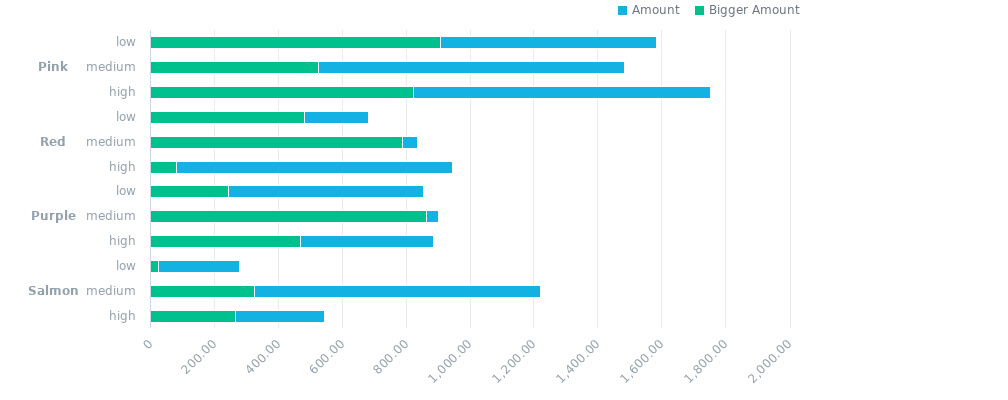 Amount Bigger Amount
low
Pink medium
high
low
Red medium
high
low
Purple medium
high
low
Salmon medium
high
0 200.00 400.00 600.00 800.00 1,000.00 1,200.00 1,400.00 1,600.00 1,800.00 2,000.00